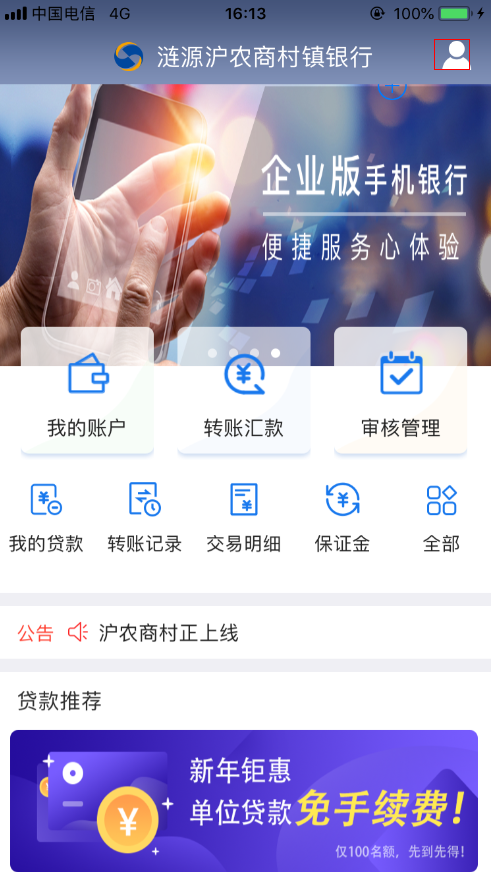 中国电信 4G 16:13 100%
涟源沪农商村镇银行
企业版手机银行
便捷服务心体验
我的账户 转账汇款 审核管理
我的贷款 转账记录 交易明细 保证金 全部
公告 沪农商村正上线
贷款推荐
新年钜惠
单位贷款免手续费!
仅100名额，先到先得!